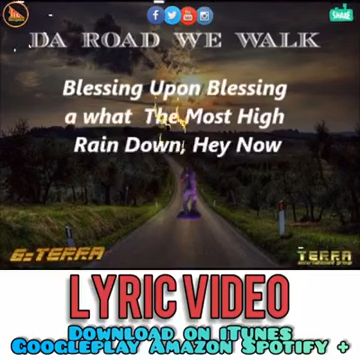 DA ROAD WE WALK
Blessing Upon Blessing
a what The Most High
Rain Down, Hey Now
G-TERRA
TERRA
LYRIC VIDEO
Download on iTunes
GooglePlay Amazon Spotify +